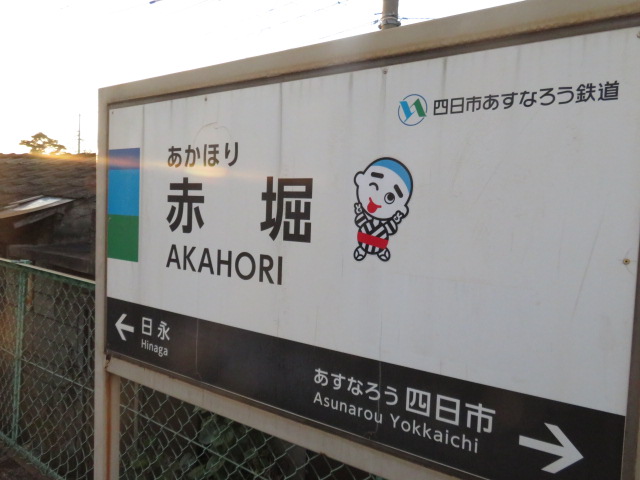 四日市あすなろう鉄道
あかほり
赤堀
AKAHORI
日永
Hinaga
あすなろう四日市
Asunarou Yokkaichi